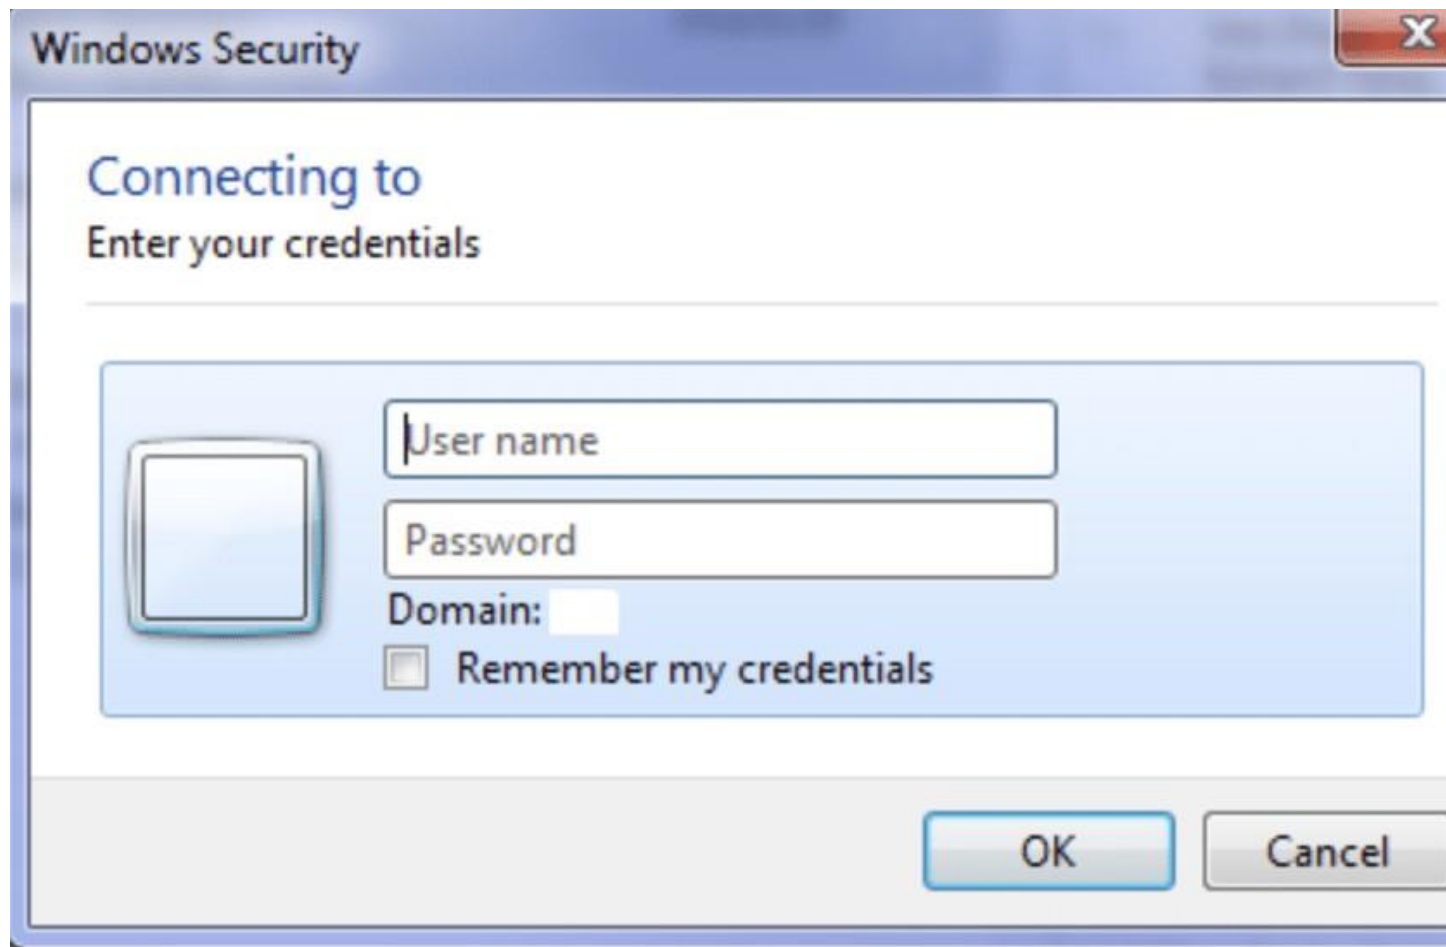 Windows Security
X
Connecting to
Enter your credentials
User name
Password
Domain:
Remember my credentials
OK
Cancel